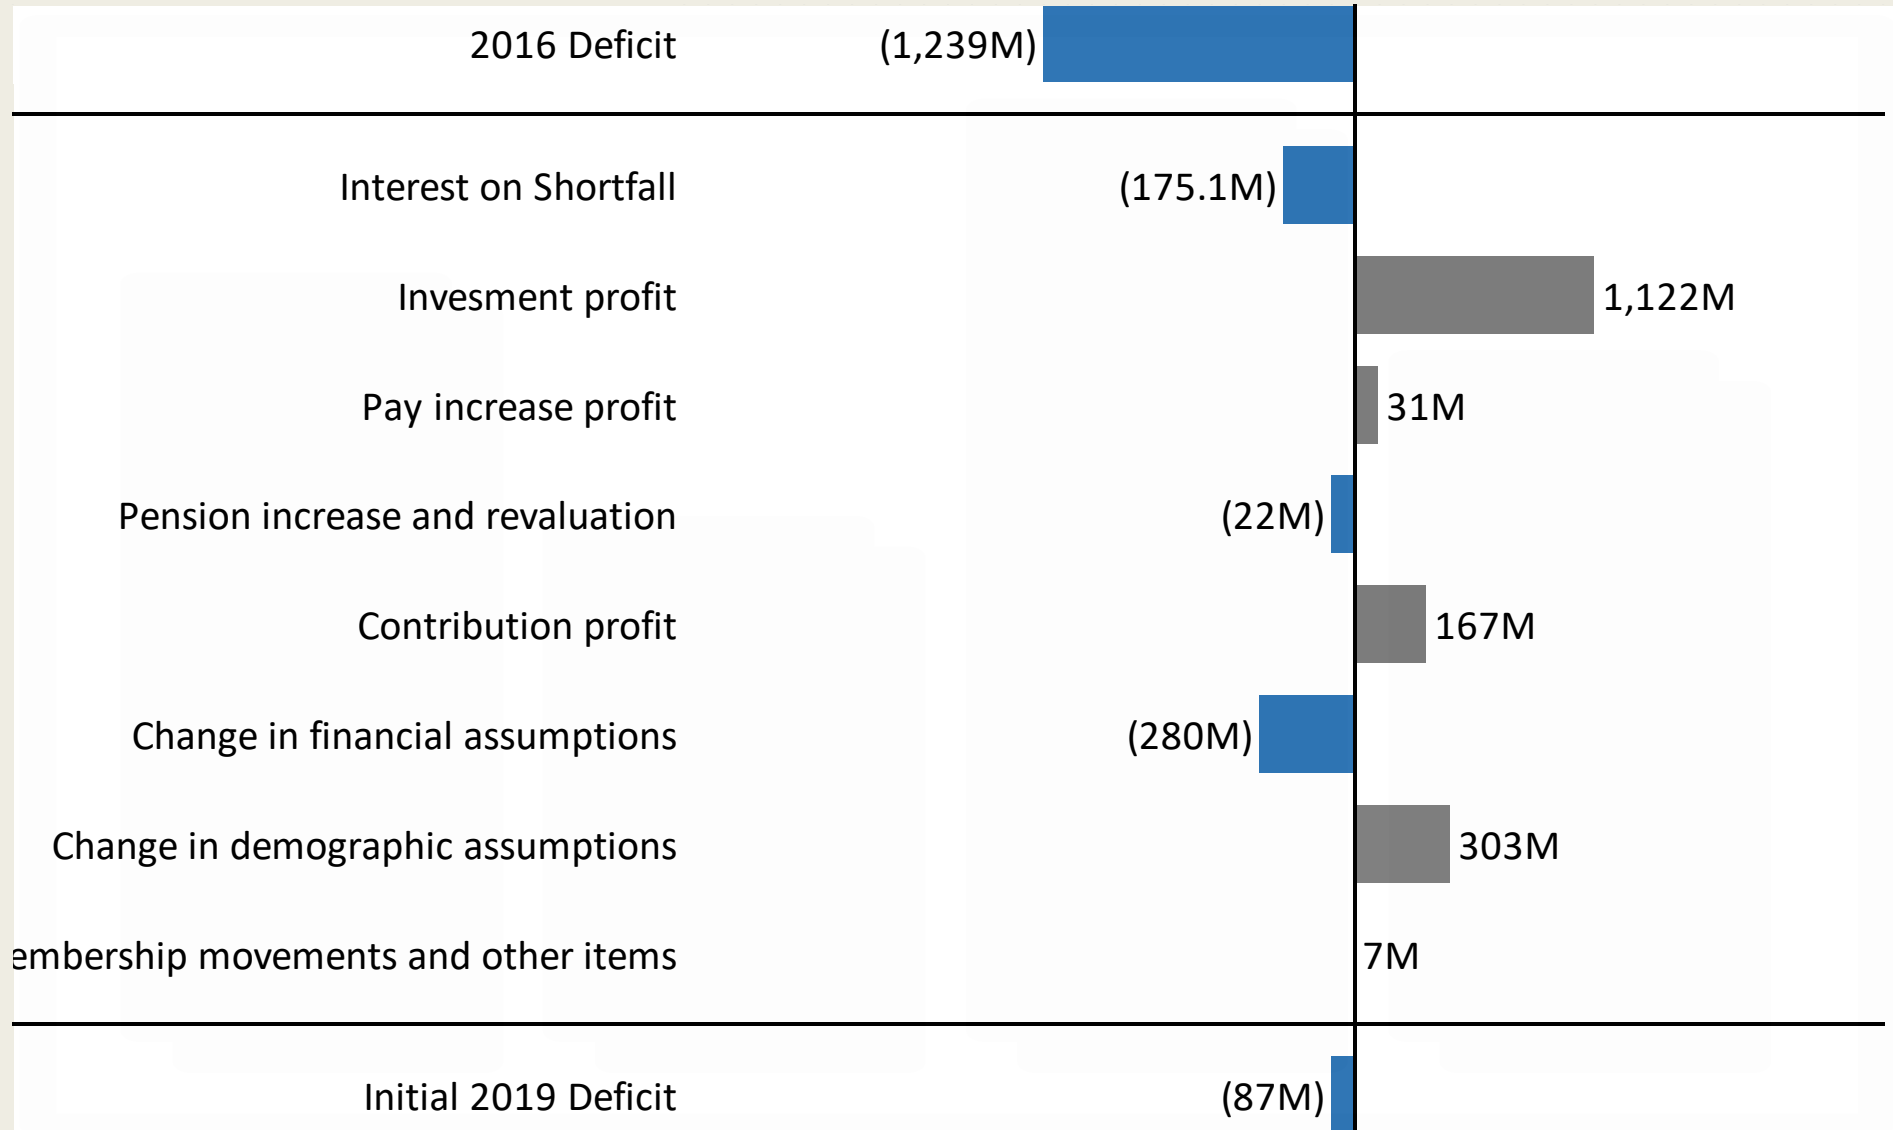 2016 Deficit (1,239M)
Interest on Shortfall (175.1M)
Invesment profit 1,122M
Pay increase profit 31M
Pension increase and revaluation (22M)
Contribution profit 167M
Change in financial assumptions (280M)
Change in demographic assumptions 303M
embership movements and other items 7M
Initial 2019 Deficit (87M)